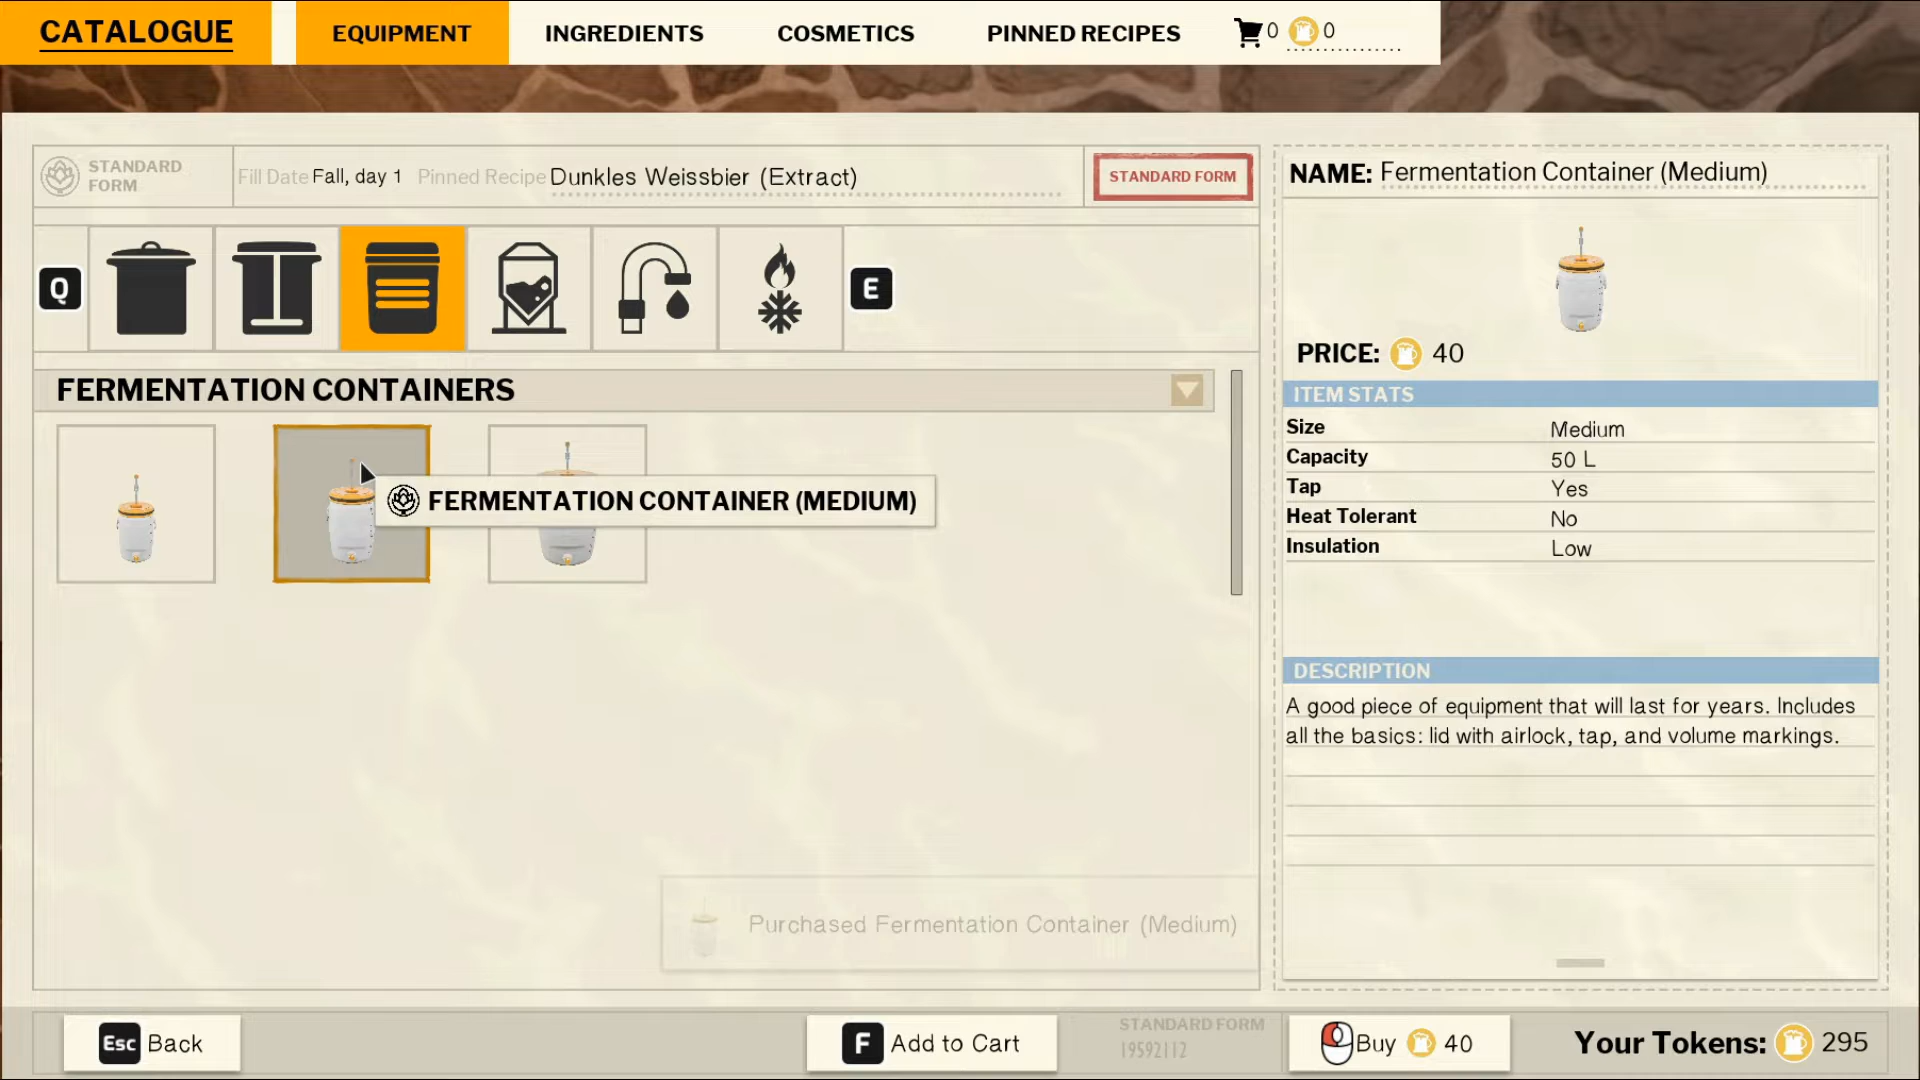 CATALOGUE
EQUIPMENT
INGREDIENTS
COSMETICS
PINNED RECIPES
0
0
STANDARD
FORM
Fill Date Fall, day 1
Pinned Recipe Dunkles Weissbier (Extract)
STANDARD FORM
Q
E
FERMENTATION CONTAINERS
FERMENTATION CONTAINER (MEDIUM)
Purchased Fermentation Container (Medium)
NAME: Fermentation Container (Medium)
PRICE: 40
ITEM STATS
Size Medium
Capacity 50 L
Tap Yes
Heat Tolerant No
Insulation Low
DESCRIPTION
A good piece of equipment that will last for years. Includes
all the basics: lid with airlock, tap, and volume markings.
Esc Back
F Add to Cart
STANDARD FORM
19592112
Buy 40
Your Tokens: 295